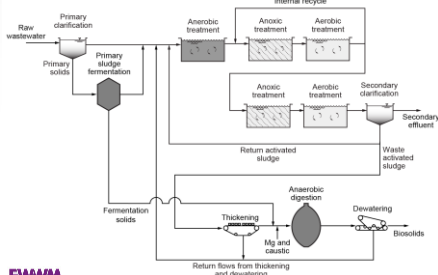 Internal recycle
Primary
clarification
Anerobic
treatment
Anoxic
treatment
Aerobic
treatment
Raw
wastewater
Primary
solids
Primary
sludge
fermentation
Anoxic
treatment
Aerobic
treatment
Secondary
clarification
Secondary
effluent
Return activated
sludge
Waste
activated
sludge
Fermentation
solids
Thickening
Mg and
caustic
Anaerobic
digestion
Dewatering
Biosolids
Return flows from thickening
and dewatering